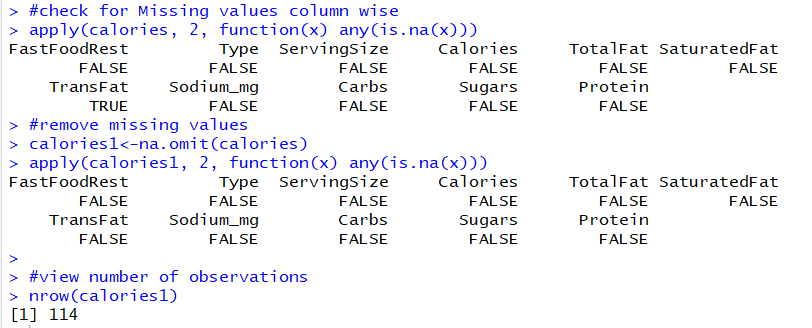 > #check for Missing values column wise
> apply(calories, 2, function(x) any(is.na(x)))
FastFoodRest Type ServingSize Calories TotalFat SaturatedFat
FALSE FALSE FALSE FALSE FALSE FALSE
TransFat Sodium_mg Carbs Sugars Protein
TRUE FALSE FALSE FALSE FALSE
> #remove missing values
> calories1<-na.omit(calories)
> apply(calories1, 2, function(x) any(is.na(x)))
FastFoodRest Type ServingSize Calories TotalFat SaturatedFat
FALSE FALSE FALSE FALSE FALSE FALSE
TransFat Sodium_mg Carbs Sugars Protein
FALSE FALSE FALSE FALSE FALSE
>
> #view number of observations
> nrow(calories1)
[1] 114